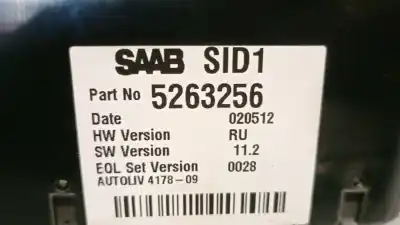 SAAB SID1
Part No 5263256
Date 020512
HW Version RU
SW Version 11.2
EOL Set Version 0028
AUTOLIV 4178-09